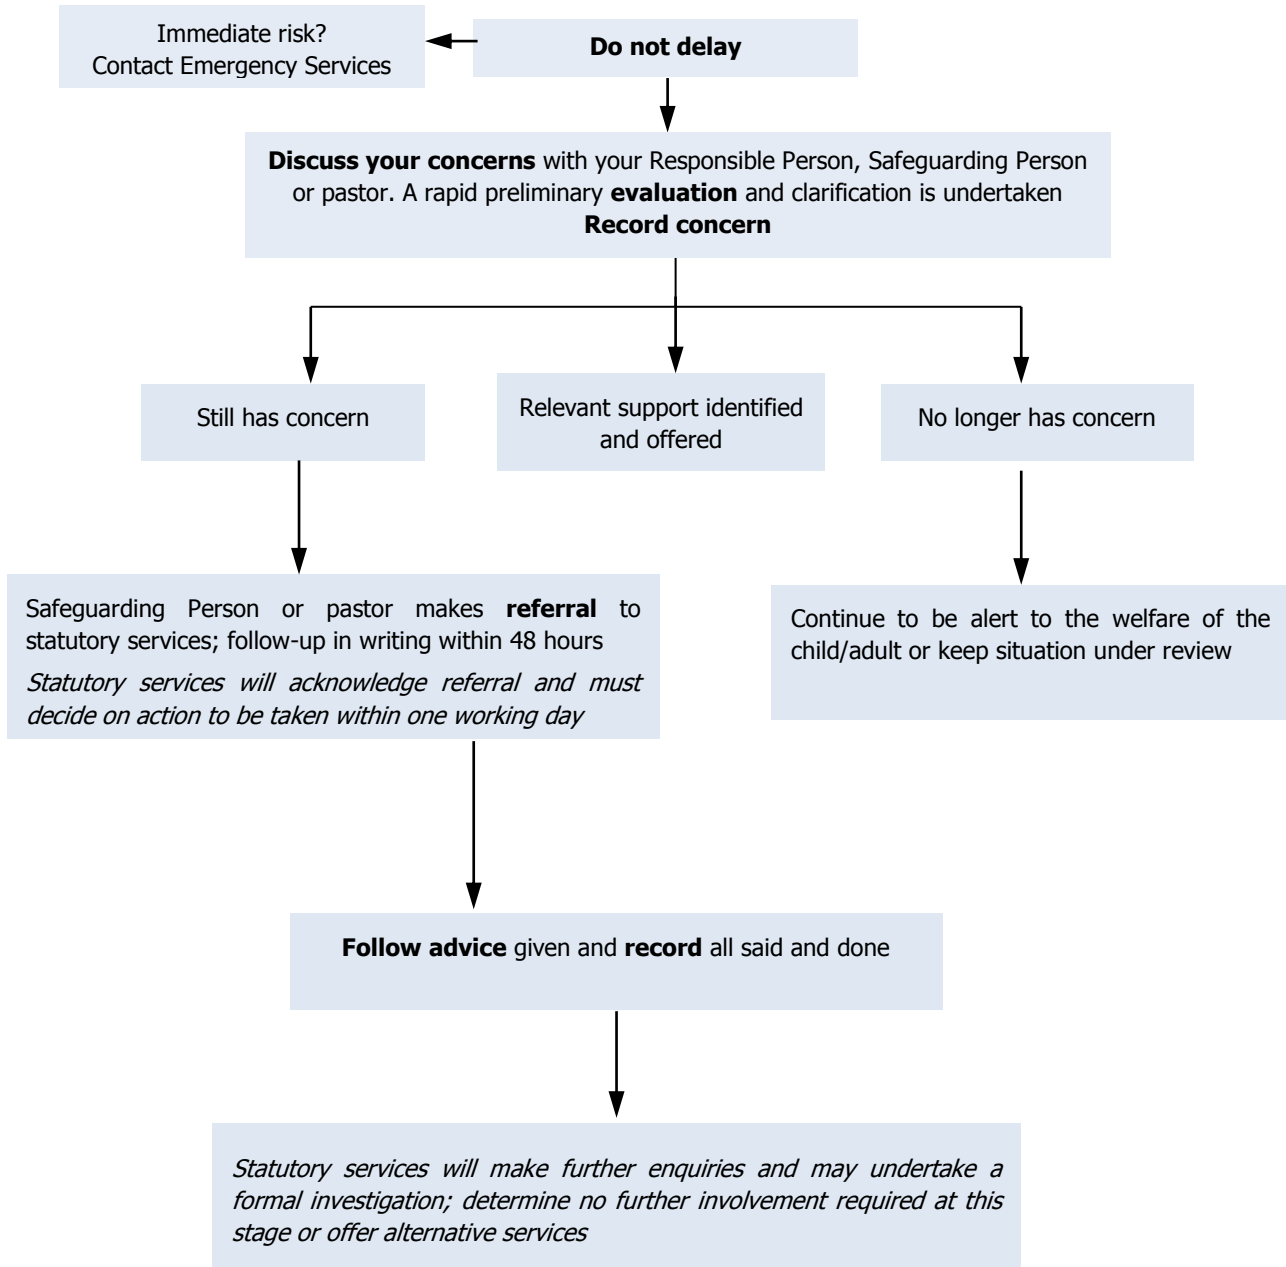 Immediate risk?
Contact Emergency Services
Do not delay
Discuss your concerns with your Responsible Person, Safeguarding Person
or pastor. A rapid preliminary evaluation and clarification is undertaken
Record concern
Still has concern
Relevant support identified
and offered
No longer has concern
Safeguarding Person or pastor makes referral to
statutory services; follow-up in writing within 48 hours
Statutory services will acknowledge referral and must
decide on action to be taken within one working day
Continue to be alert to the welfare of the
child/adult or keep situation under review
Follow advice given and record all said and done
Statutory services will make further enquiries and may undertake a
formal investigation; determine no further involvement required at this
stage or offer alternative services